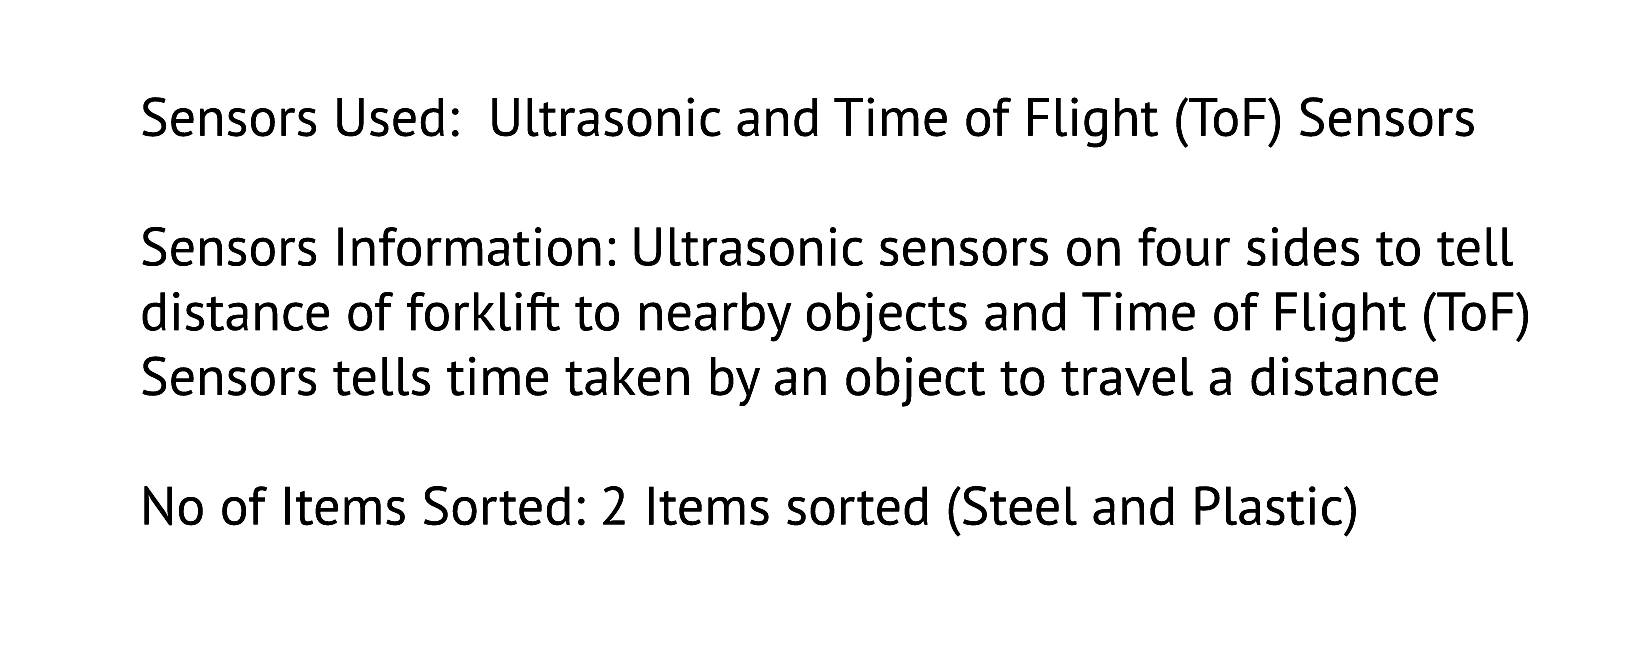 Sensors Used:  Ultrasonic and Time of Flight (ToF) Sensors
Sensors Information: Ultrasonic sensors on four sides to tell
distance of forklift to nearby objects and Time of Flight (ToF)
Sensors tells time taken by an object to travel a distance
No of Items Sorted: 2 Items sorted (Steel and Plastic)